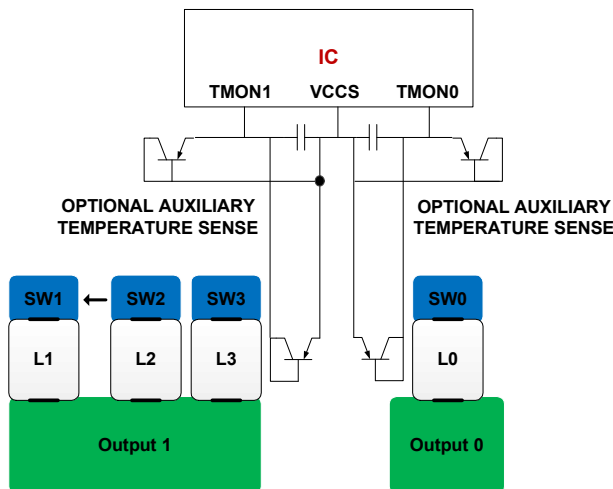 IC
TMON1 VCCS TMON0
OPTIONAL AUXILIARY
TEMPERATURE SENSE
OPTIONAL AUXILIARY
TEMPERATURE SENSE
SW1 SW2 SW3 SW0
L1 L2 L3 L0
Output 1 Output 0